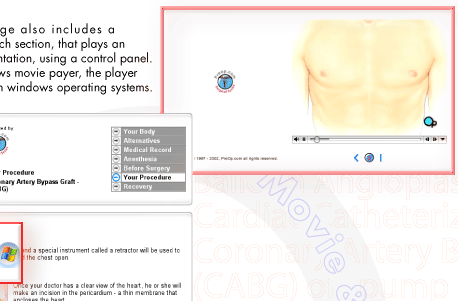 ge also includes a
ch section, that plays an
ntation, using a control panel.
ws movie payer, the player
n windows operating systems.
1997 - 2002, PreOp.com all rights reserved.
ed by
Your Body
Alternatives
Medical Record
Anesthesia
Before Surgery
Your Procedure
Recovery
r Procedure
onary Artery Bypass Graft -
BG)
and a special instrument called a retractor will be used to
the chest open.
Once your doctor has a clear view of the heart, he or she will
make an incision in the pericardium - a thin membrane that
encloses the heart.
Movie &
Angioplas
Cardiac Catheteriz
Coronary Artery
(CABG) on pump